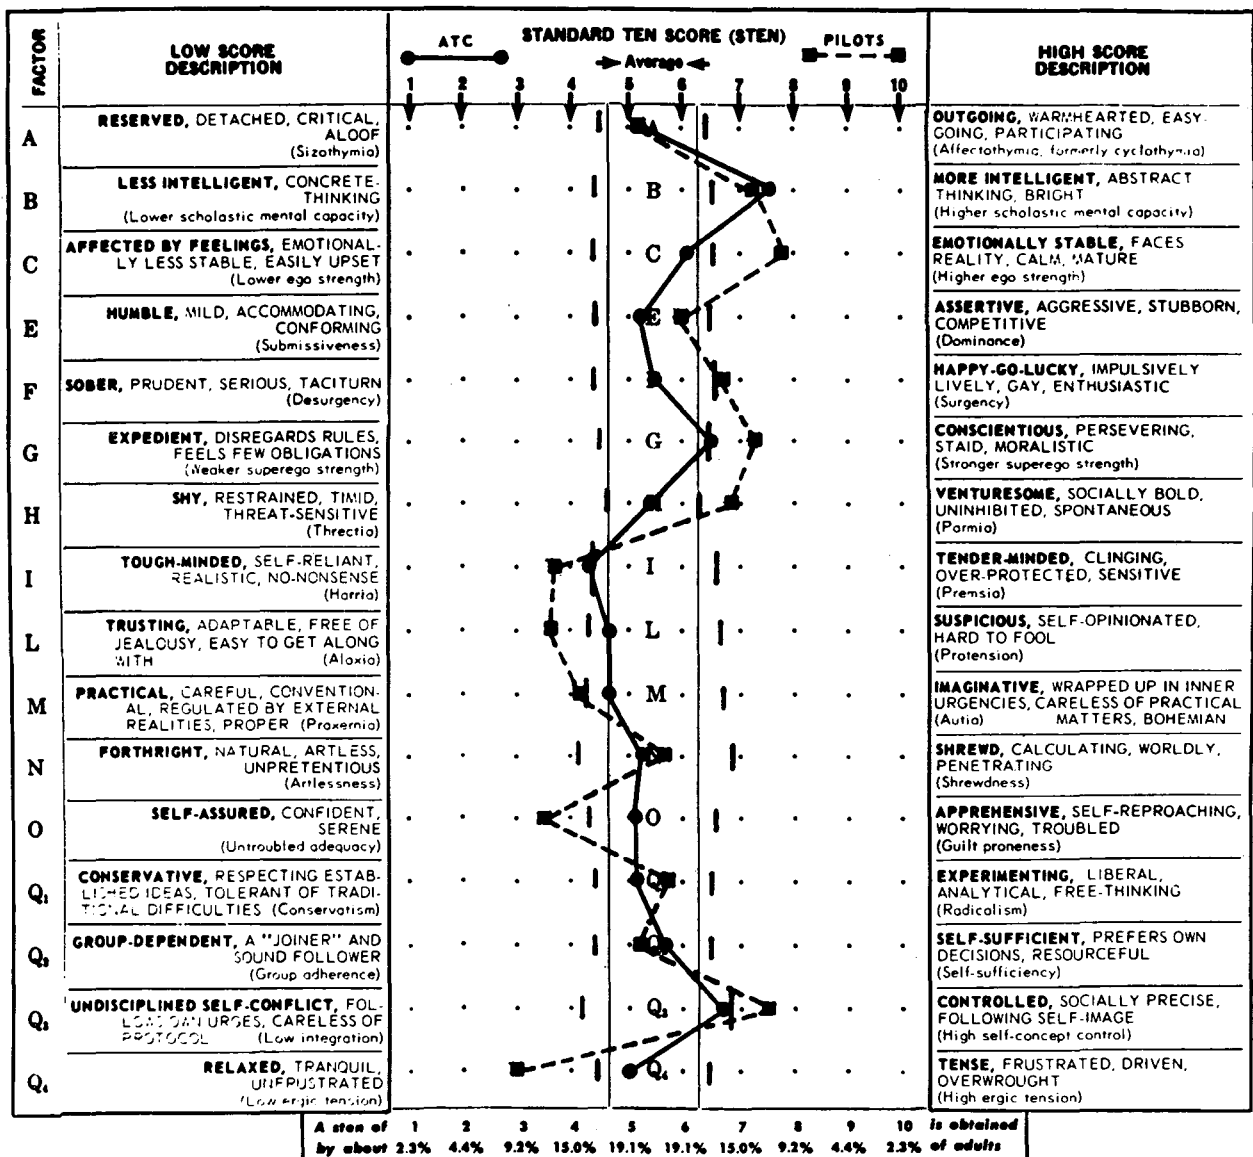 ATC STANDARD TEN SCORE (STEN) PILOTS
FACTOR
LOW SCORE
DESCRIPTION
Average
HIGH SCORE
DESCRIPTION
1 2 3 4 5 6 7 8 9 10
A
RESERVED, DETACHED, CRITICAL,
ALOOF
(Sizothymia)
A
OUTGOING, WARMHEARTED, EASY-
GOING, PARTICIPATING
(Affectothymia, formerly cyclothymia)
B
LESS INTELLIGENT, CONCRETE-
THINKING
(Lower scholastic mental capacity)
B
MORE INTELLIGENT, ABSTRACT
THINKING, BRIGHT
(Higher scholastic mental capacity)
C
AFFECTED BY FEELINGS, EMOTIONAL-
LY LESS STABLE, EASILY UPSET
(Lower ego strength)
C
EMOTIONALLY STABLE, FACES
REALITY, CALM, MATURE
(Higher ego strength)
E
HUMBLE, MILD, ACCOMMODATING,
CONFORMING
(Submissiveness)
E
ASSERTIVE, AGGRESSIVE, STUBBORN,
COMPETITIVE
(Dominance)
F
SOBER, PRUDENT, SERIOUS, TACITURN
(Desurgency)
HAPPY-GO-LUCKY, IMPULSIVELY
LIVELY, GAY, ENTHUSIASTIC
(Surgency)
G
EXPEDIENT, DISREGARDS RULES,
FEELS FEW OBLIGATIONS
(Weaker superego strength)
G
CONSCIENTIOUS, PERSEVERING,
STAID, MORALISTIC
(Stronger superego strength)
H
SHY, RESTRAINED, TIMID,
THREAT-SENSITIVE
(Threctia)
VENTURESOME, SOCIALLY BOLD,
UNINHIBITED, SPONTANEOUS
(Parmia)
I
TOUGH-MINDED, SELF-RELIANT,
REALISTIC, NO-NONSENSE
(Harria)
I
TENDER-MINDED, CLINGING,
OVER-PROTECTED, SENSITIVE
(Premsia)
L
TRUSTING, ADAPTABLE, FREE OF
JEALOUSY, EASY TO GET ALONG
WITH (Alaxia)
L
SUSPICIOUS, SELF-OPINIONATED,
HARD TO FOOL
(Protension)
M
PRACTICAL, CAREFUL, CONVENTION-
AL, REGULATED BY EXTERNAL
REALITIES, PROPER (Praxernia)
M
IMAGINATIVE, WRAPPED UP IN INNER
URGENCIES, CARELESS OF PRACTICAL
(Autia) MATTERS, BOHEMIAN
N
FORTHRIGHT, NATURAL, ARTLESS,
UNPRETENTIOUS
(Artlessness)
N
SHREWD, CALCULATING, WORLDLY,
PENETRATING
(Shrewdness)
O
SELF-ASSURED, CONFIDENT,
SERENE
(Untroubled adequacy)
O
APPREHENSIVE, SELF-REPROACHING,
WORRYING, TROUBLED
(Guilt proneness)
Q₁
CONSERVATIVE, RESPECTING ESTAB-
LISHED IDEAS, TOLERANT OF TRADI-
TIONAL DIFFICULTIES (Conservatism)
EXPERIMENTING, LIBERAL,
ANALYTICAL, FREE-THINKING
(Radicalism)
Q₂
GROUP-DEPENDENT, A "JOINER" AND
SOUND FOLLOWER
(Group adherence)
SELF-SUFFICIENT, PREFERS OWN
DECISIONS, RESOURCEFUL
(Self-sufficiency)
Q₃
UNDISCIPLINED SELF-CONFLICT, FOL-
LOWS OWN URGES, CARELESS OF
PROTOCOL (Low integration)
Q₃
CONTROLLED, SOCIALLY PRECISE,
FOLLOWING SELF-IMAGE
(High self-concept control)
Q₄
RELAXED, TRANQUIL,
UNFRUSTRATED
(Low ergic tension)
Q₄
TENSE, FRUSTRATED, DRIVEN,
OVERWROUGHT
(High ergic tension)
A sten of 1 2 3 4 5 6 7 8 9 10 is obtained
by about 2.3% 4.4% 9.2% 15.0% 19.1% 19.1% 15.0% 9.2% 4.4% 2.3% of adults